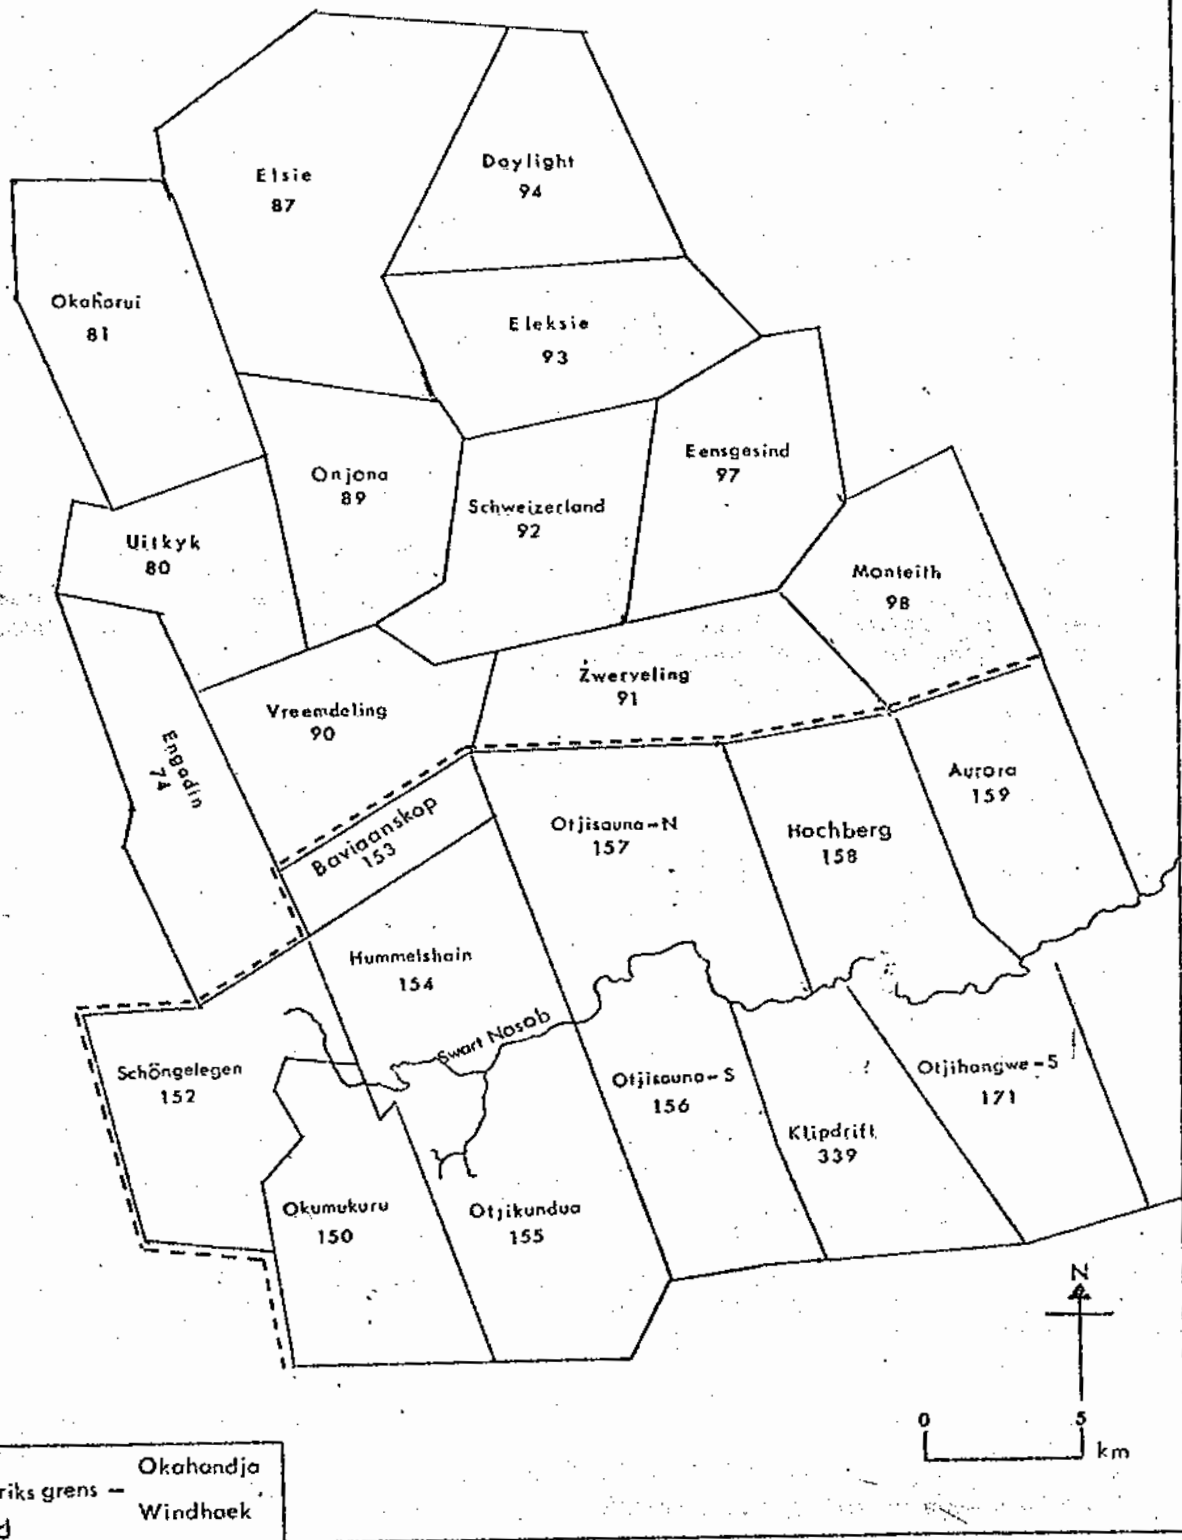 Elsie
87
Daylight
94
Okaharui
81
Eleksie
93
Onjona
89
Schweizerland
92
Eensgesind
97
Uitkyk
80
Monteith
98
Zwerveling
91
Vreemdeling
90
Engadin
74
Baviaanskop
153
Otjisauna-N
157
Hochberg
158
Aurora
159
Hummelshain
154
Swart Nosob
Schöngelegen
152
Otjisauna-S
156
Otjihangwe-S
171
Klipdrift
339
Okumukuru
150
Otjikundua
155
N
0 5
km
Okahandja
riks grens -
Windhoek